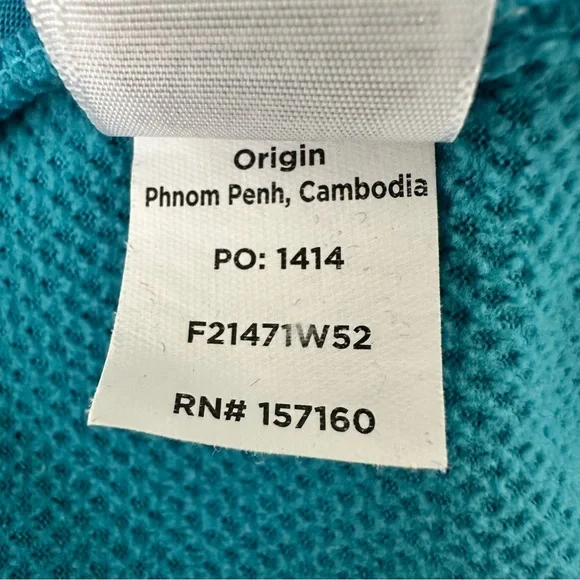 Origin
Phnom Penh, Cambodia
PO: 1414
F21471W52
RN# 157160